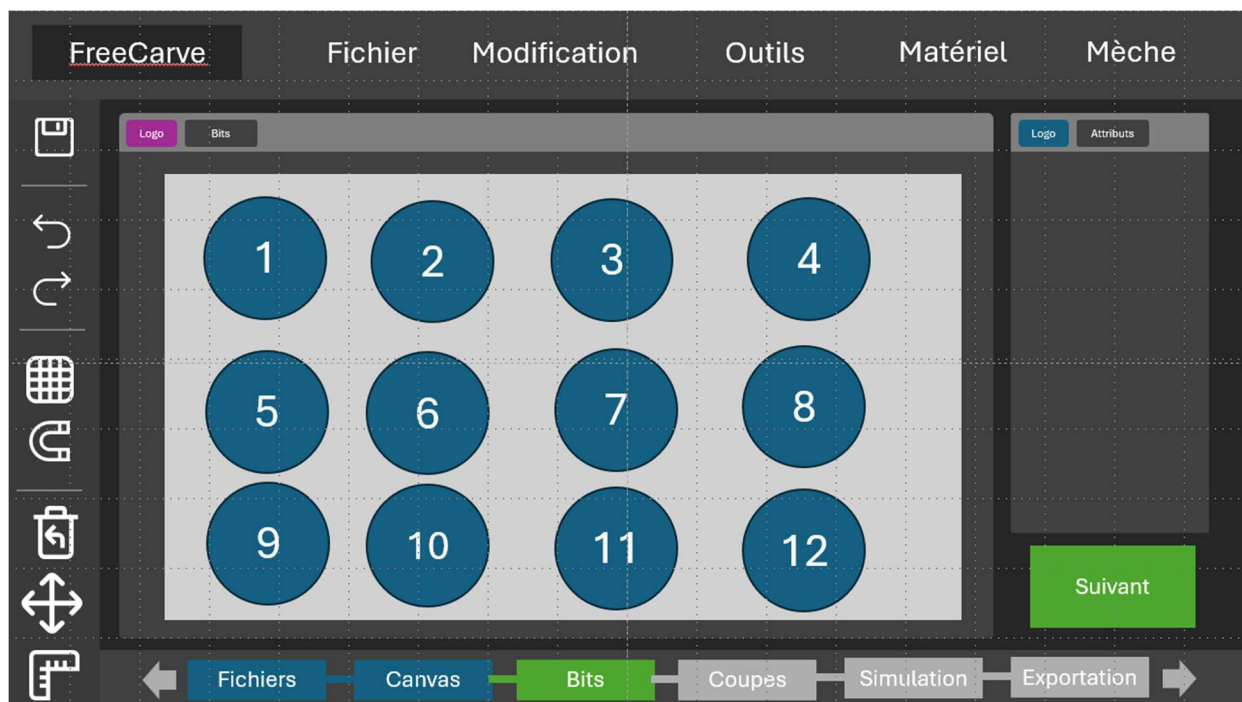 FreeCarve Fichier Modification Outils Matériel Mèche
Logo Bits
Logo Attributs
1 2 3 4
5 6 7 8
9 10 11 12
Suivant
Fichiers Canvas Bits Coupes Simulation Exportation